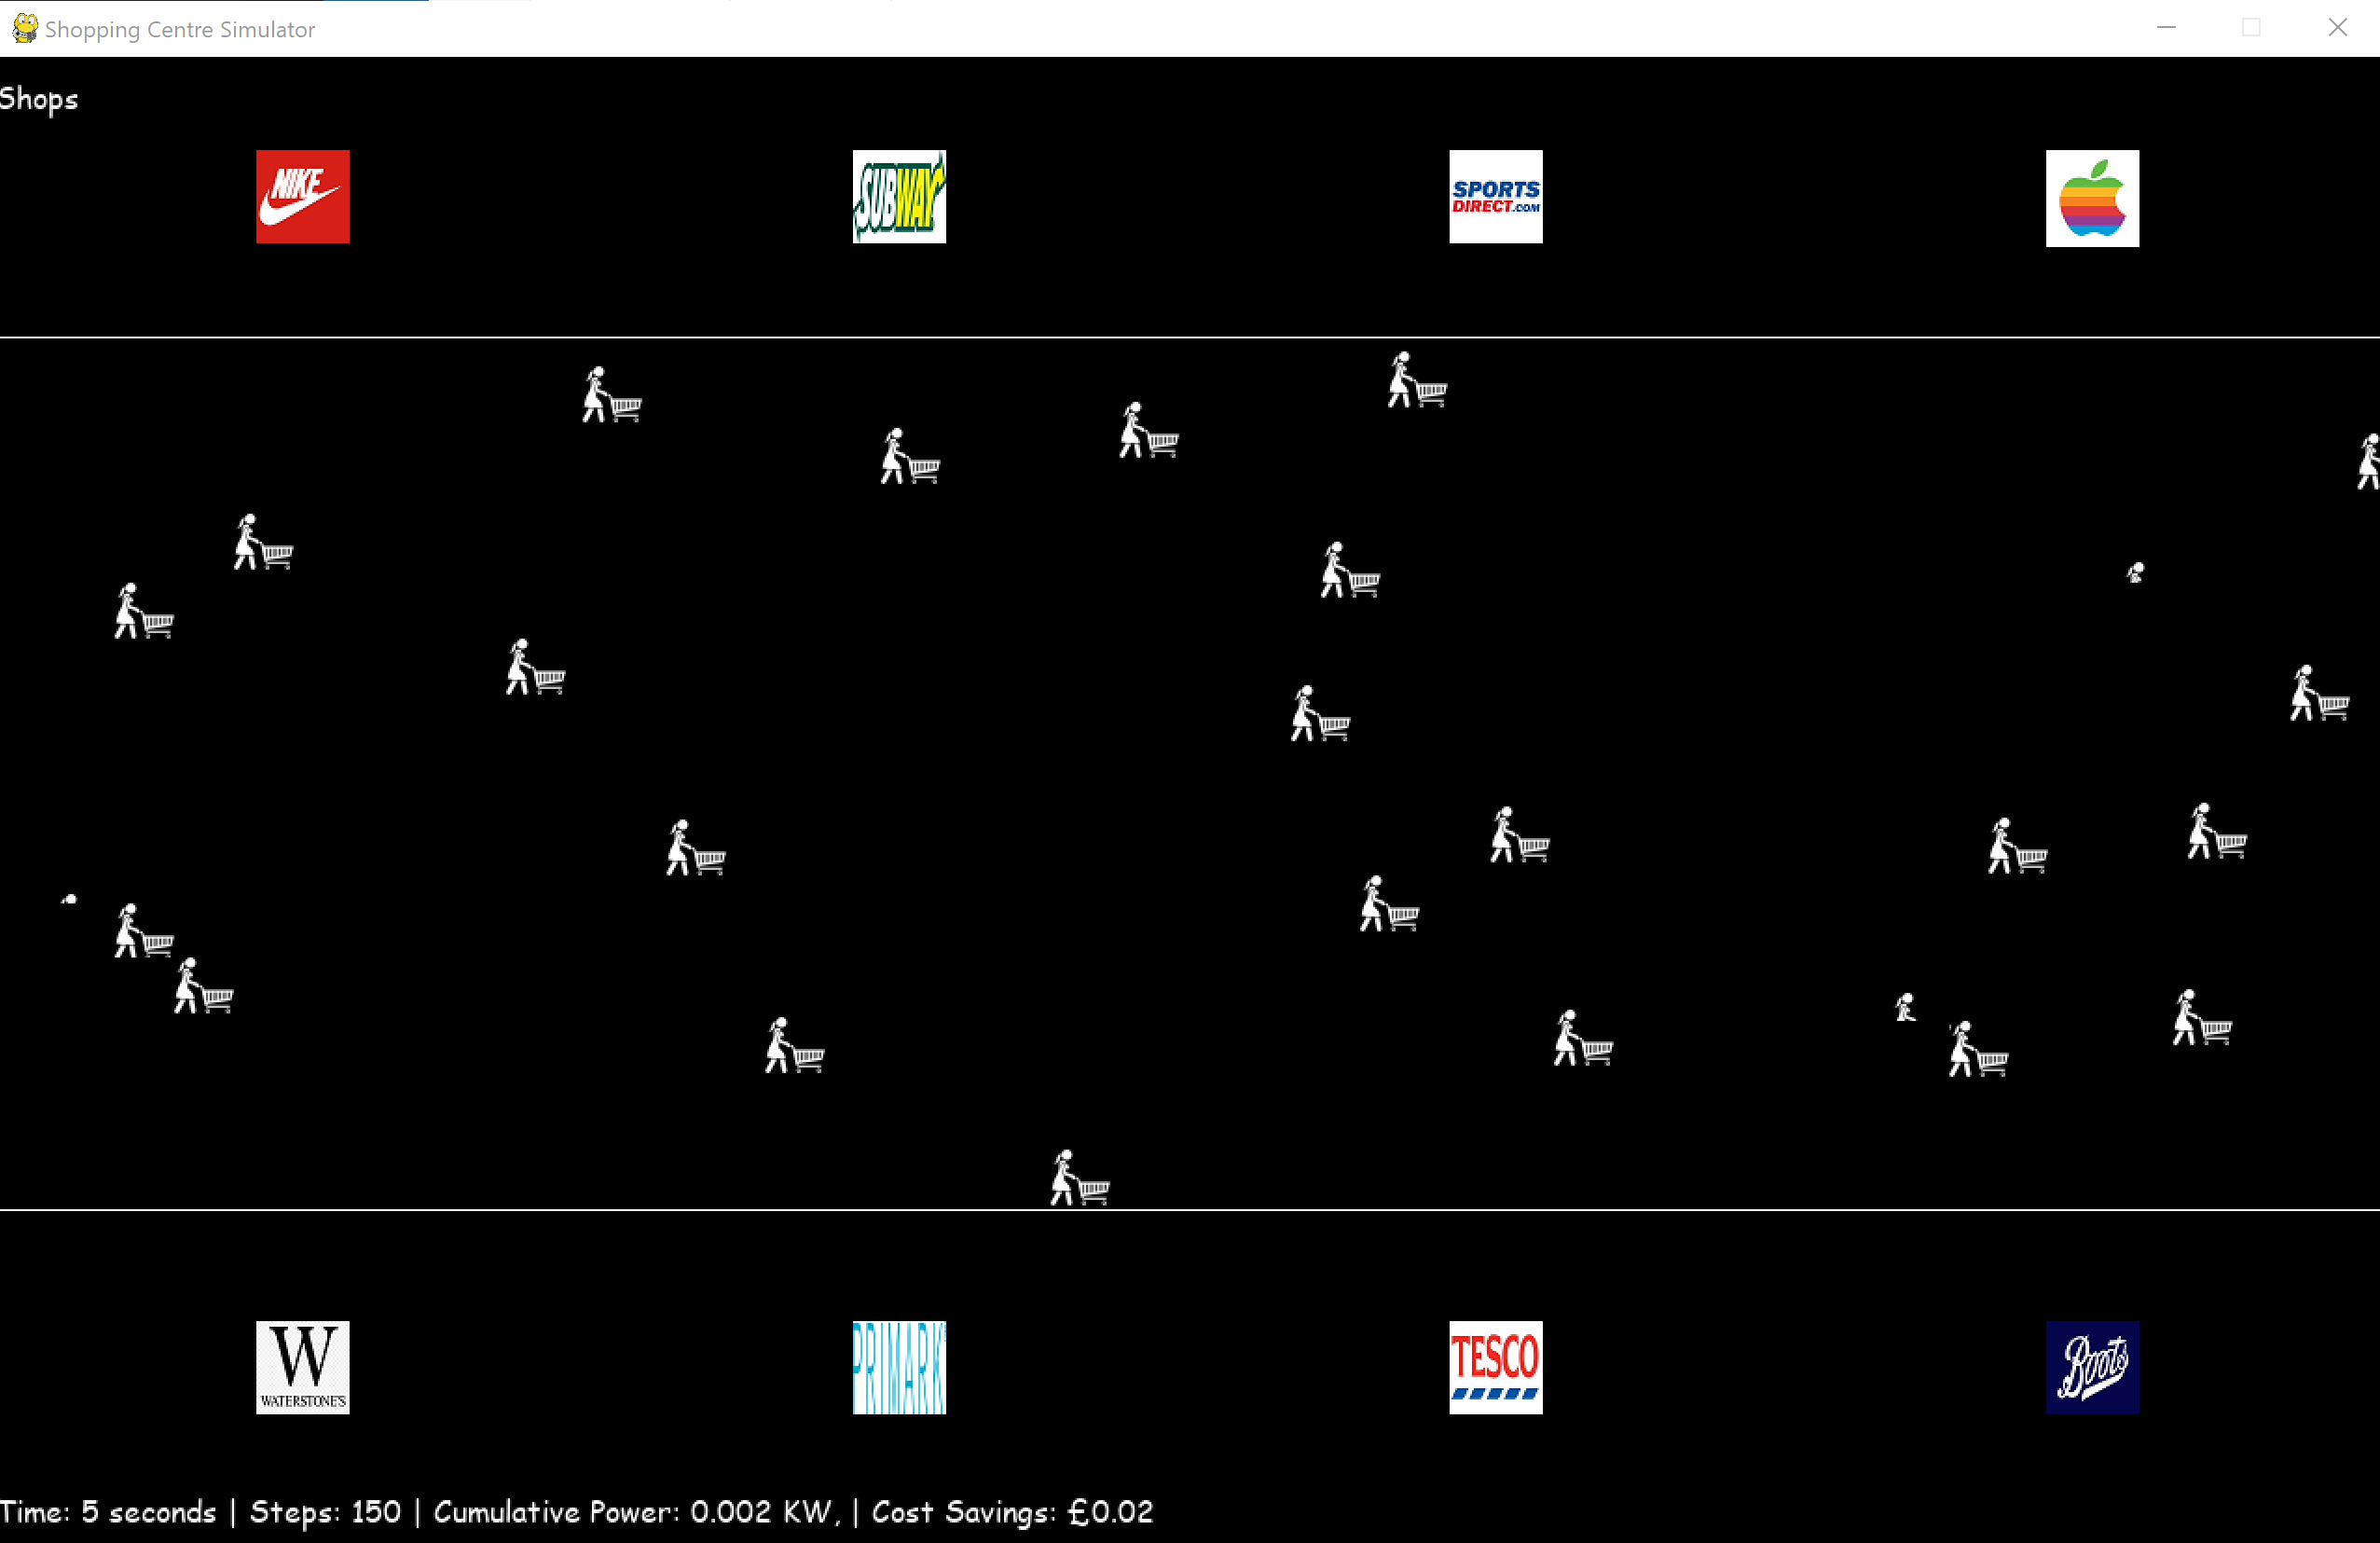 Shopping Centre Simulator
Shops
NIKE
SUBWAY
SPORTS
DIRECT.COM
W
WATERSTONE'S
PRIMARK
TESCO
Boots
Time: 5 seconds | Steps: 150 | Cumulative Power: 0.002 KW, | Cost Savings: £0.02